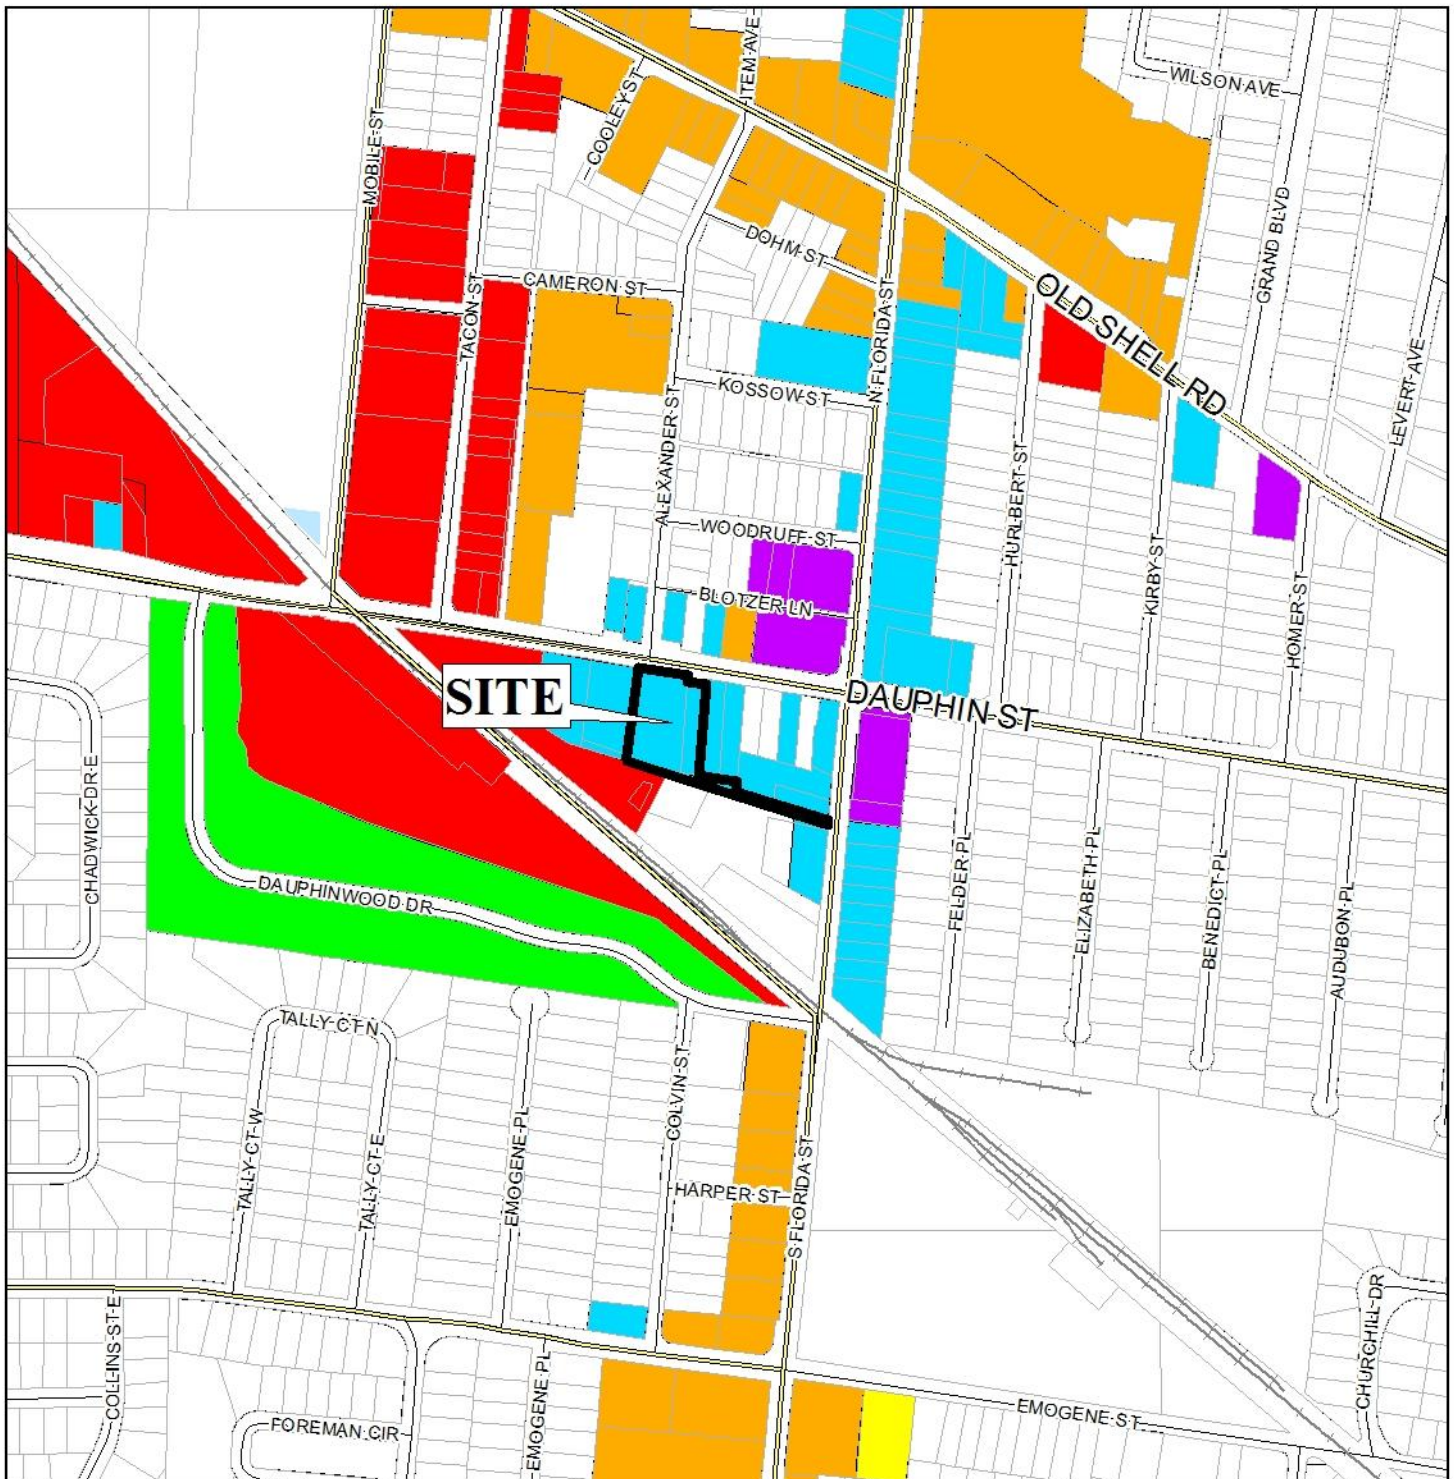 ITEM AVE
WILSON AVE
COOLEY ST
MOBILE ST
DOHM ST
GRAND BLVD
CAMERON ST
TACON ST
OLD SHELL RD
N FLORIDA ST
LEVERT AVE
KOSSOW ST
ALEXANDER ST
HURLBERT ST
WOODRUFF ST
BLOTZER LN
KIRBY ST
HOMER ST
SITE
DAUPHIN ST
CHADWICK DR E
DAUPHINWOOD DR
FELDER PL
ELIZABETH PL
BENEDICT PL
AUDUBON PL
TALLY CT N
COLVIN ST
TALLY CT W
TALLY CT E
EMOGENE PL
HARPER ST
S FLORIDA ST
COLLINS ST E
CHURCHILL DR
EMOGENE PL
EMOGENE ST
FOREMAN CIR